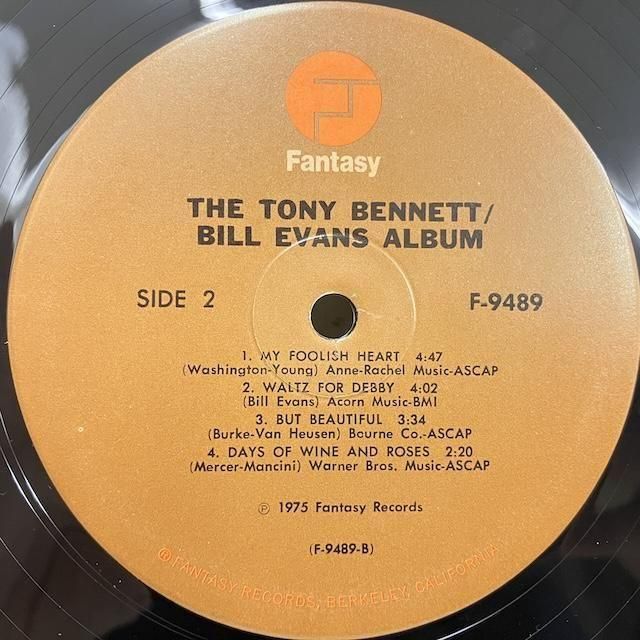 Fantasy
THE TONY BENNETT/
BILL EVANS ALBUM
SIDE 2
F-9489
1. MY FOOLISH HEART 4:47
(Washington-Young) Anne-Rachel Music-ASCAP
2. WALTZ FOR DEBBY 4:02
(Bill Evans) Acorn Music-BMI
3. BUT BEAUTIFUL 3:34
(Burke-Van Heusen) Bourne Co.-ASCAP
4. DAYS OF WINE AND ROSES 2:20
(Mercer-Mancini) Warner Bros. Music-ASCAP
℗ 1975 Fantasy Records
(F-9489-B)
® FANTASY RECORDS, BERKELEY, CALIFORNIA